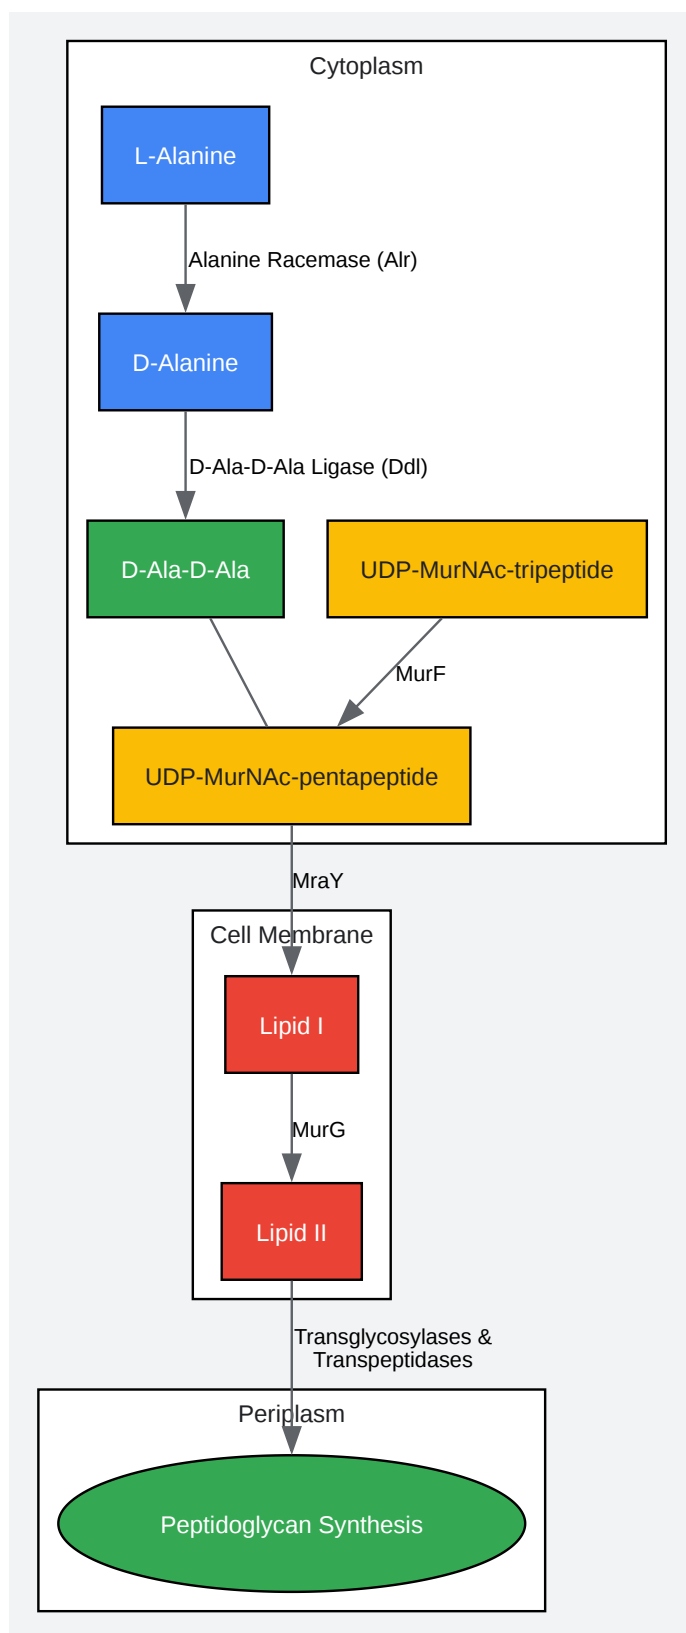 Cytoplasm
L-Alanine
Alanine Racemase (Alr)
D-Alanine
D-Ala-D-Ala Ligase (Ddl)
D-Ala-D-Ala
UDP-MurNAc-tripeptide
MurF
UDP-MurNAc-pentapeptide
MraY
Cell Membrane
Lipid I
MurG
Lipid II
Transglycosylases &
Transpeptidases
Periplasm
Peptidoglycan Synthesis